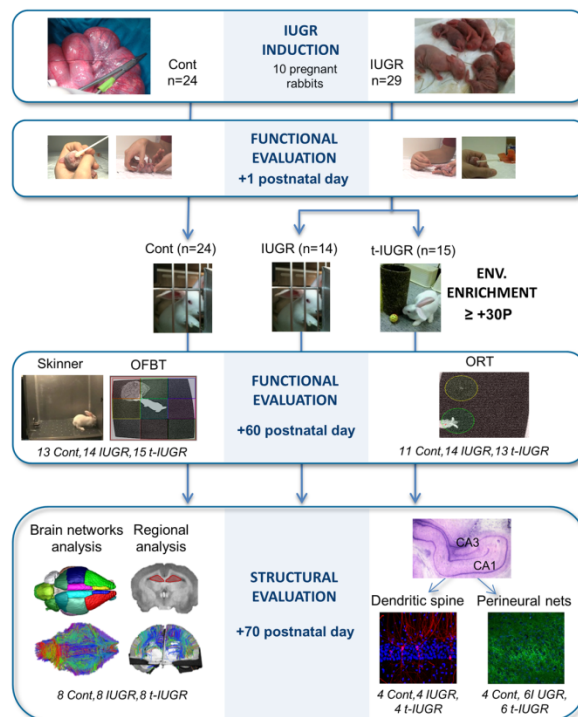 IUGR
INDUCTION
10 pregnant
rabbits
Cont
n=24
IUGR
n=29
FUNCTIONAL
EVALUATION
+1 postnatal day
Cont (n=24)
IUGR (n=14)
t-IUGR (n=15)
ENV.
ENRICHMENT
≥ +30P
Skinner
OFBT
13 Cont,14 IUGR,15 t-IUGR
FUNCTIONAL
EVALUATION
+60 postnatal day
ORT
11 Cont,14 IUGR,13 t-IUGR
Brain networks
analysis
Regional
analysis
8 Cont,8 IUGR,8 t-IUGR
STRUCTURAL
EVALUATION
+70 postnatal day
CA3
CA1
Dendritic spine
4 Cont,4 IUGR,
4 t-IUGR
Perineural nets
4 Cont, 6I UGR,
6 t-IUGR